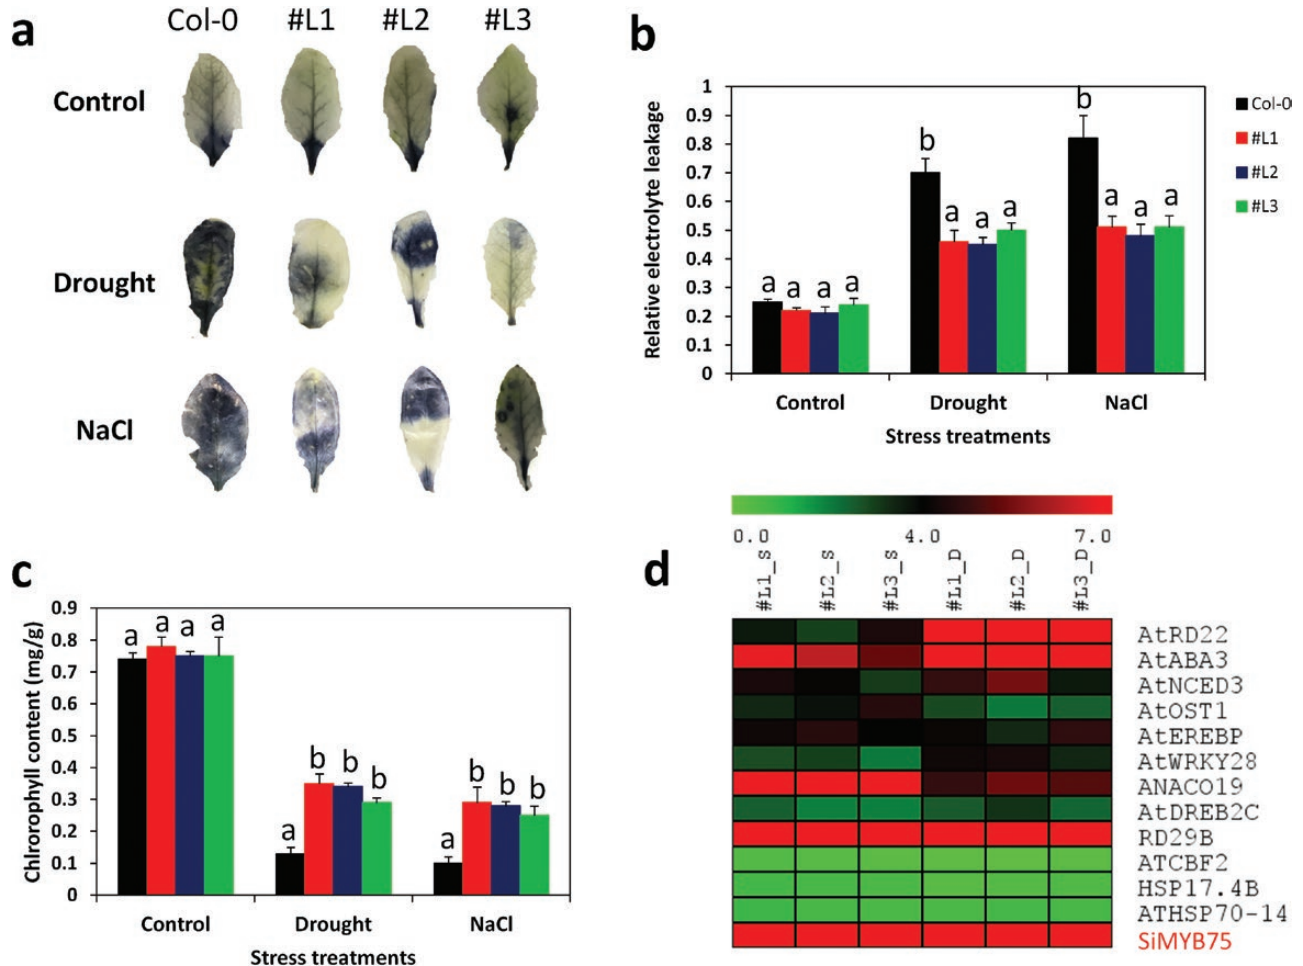 a
Col-0 #L1 #L2 #L3
Control
Drought
NaCl
b
Relative electrolyte leakage
1
0.9
0.8
0.7
0.6
0.5
0.4
0.3
0.2
0.1
0
a a a a
b a a a
b a a a
Control Drought NaCl
Stress treatments
Col-0
#L1
#L2
#L3
c
Chlrorophyll content (mg/g)
0.9
0.8
0.7
0.6
0.5
0.4
0.3
0.2
0.1
0
a a a a
a b b b
a b b b
Control Drought NaCl
Stress treatments
d
0.0 4.0 7.0
#L1_S #L2_S #L3_S #L1_D #L2_D #L3_D
AtRD22
AtABA3
AtNCED3
AtOST1
AtEREBP
AtWRKY28
ANACO19
AtDREB2C
RD29B
ATCBF2
HSP17.4B
ATHSP70-14
SiMYB75